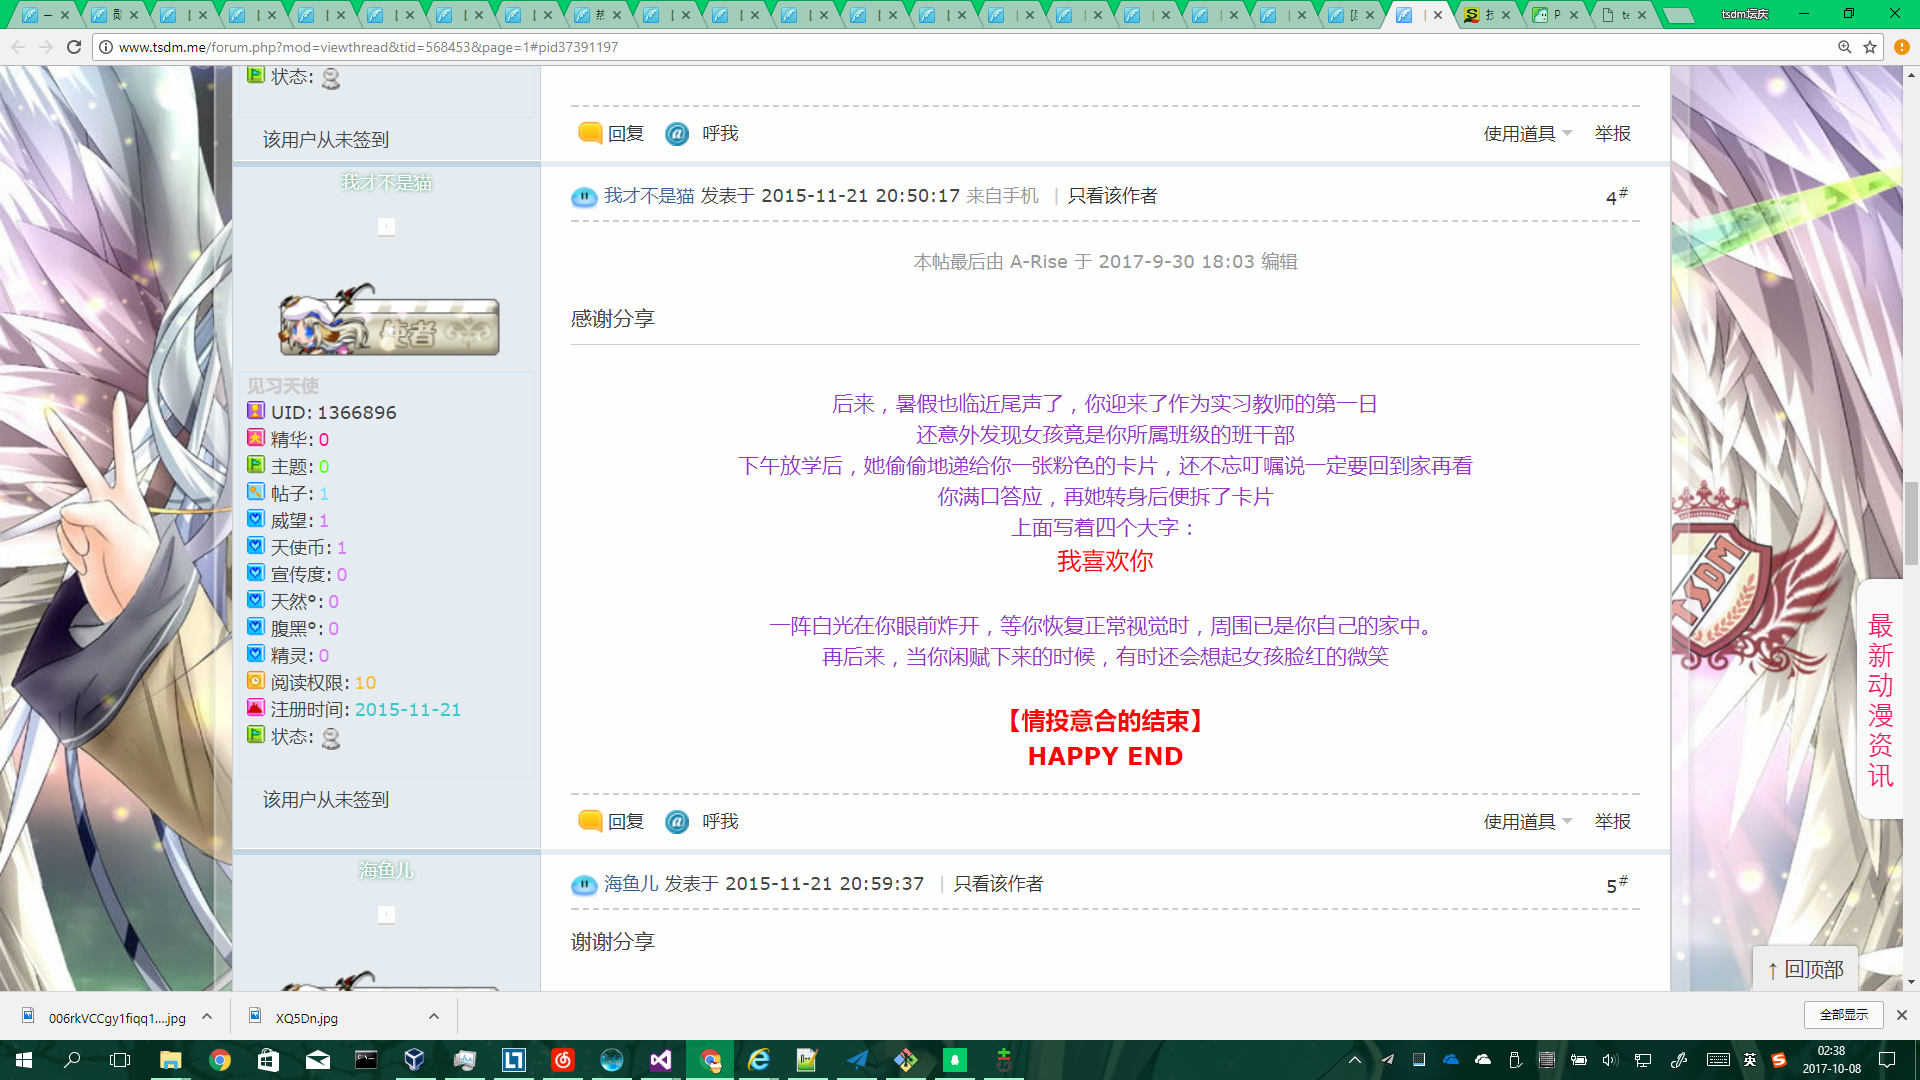 tsdm坛庆
www.tsdm.me/forum.php?mod=viewthread&tid=568453&page=1#pid37391197
状态:
该用户从未签到
回复
呼我
使用道具
举报
我才不是猫
使者
见习天使
UID: 1366896
精华: 0
主题: 0
帖子: 1
威望: 1
天使币: 1
宣传度: 0
天然°: 0
腹黑°: 0
精灵: 0
阅读权限: 10
注册时间: 2015-11-21
状态:
该用户从未签到
我才不是猫 发表于 2015-11-21 20:50:17 来自手机 | 只看该作者
4#
本帖最后由 A-Rise 于 2017-9-30 18:03 编辑
感谢分享
后来，暑假也临近尾声了，你迎来了作为实习教师的第一日
还意外发现女孩竟是你所属班级的班干部
下午放学后，她偷偷地递给你一张粉色的卡片，还不忘叮嘱说一定要回到家再看
你满口答应，再她转身后便拆了卡片
上面写着四个大字：
我喜欢你
一阵白光在你眼前炸开，等你恢复正常视觉时，周围已是你自己的家中。
再后来，当你闲赋下来的时候，有时还会想起女孩脸红的微笑
【情投意合的结束】
HAPPY END
回复
呼我
使用道具
举报
海鱼儿
海鱼儿 发表于 2015-11-21 20:59:37 | 只看该作者
5#
谢谢分享
TSDM
最新动漫资讯
↑ 回顶部
006rkVCCgy1fiqq1....jpg
XQ5Dn.jpg
全部显示
英
02:38
2017-10-08